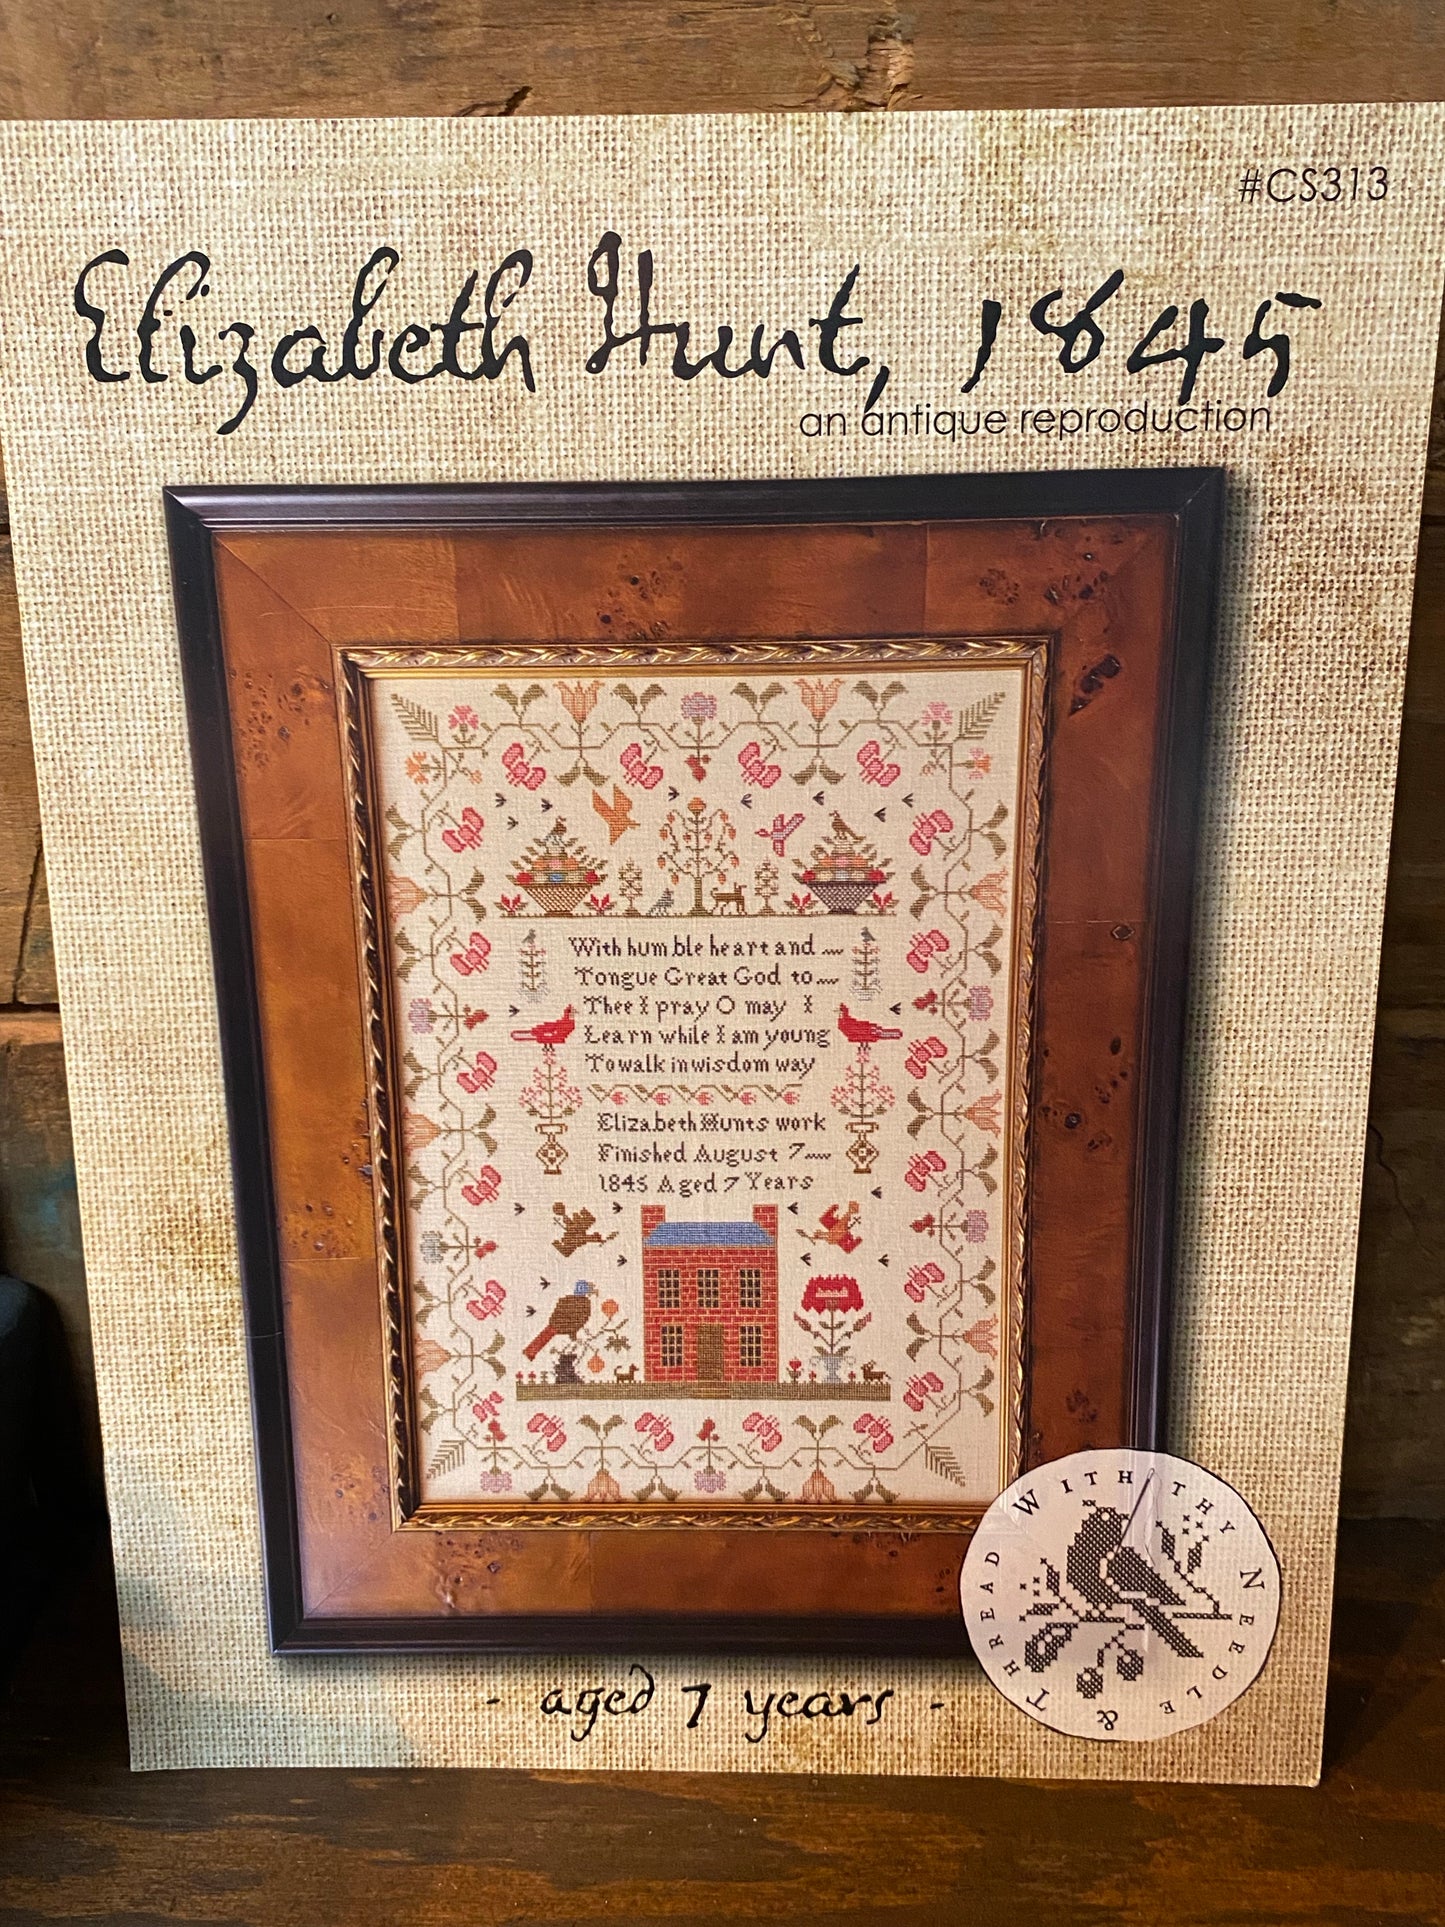 #CS313
Elizabeth Hunt, 1845
an antique reproduction
With humble heart and
Tongue Great God to
Thee I pray O may I
Learn while I am young
To walk in wisdom way
Elizabeth Hunts work
Finished August 7
1845 Aged 7 Years
- aged 7 years -
WITH THY NEEDLE & THREAD